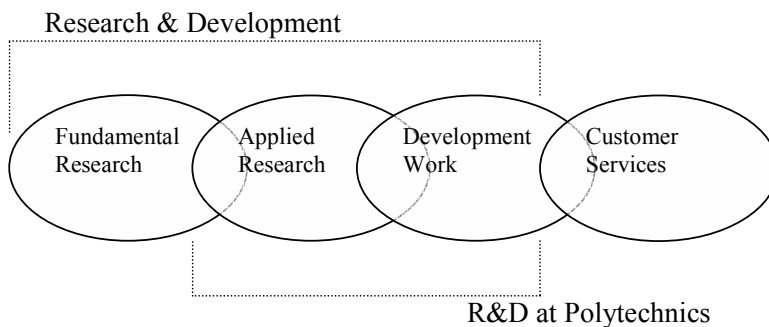 Research & Development
Fundamental
Research
Applied
Research
Development
Work
Customer
Services
R&D at Polytechnics